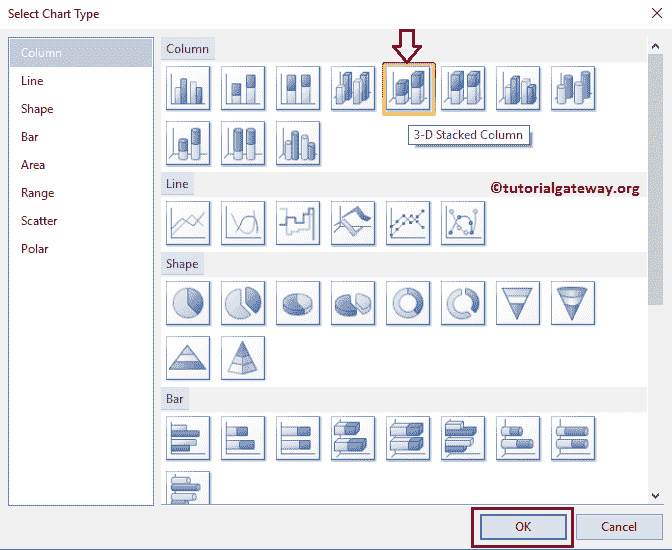 Select Chart Type
Column
Line
Shape
Bar
Area
Range
Scatter
Polar
Column
3-D Stacked Column
Line
©tutorialgateway.org
Shape
Bar
OK
Cancel